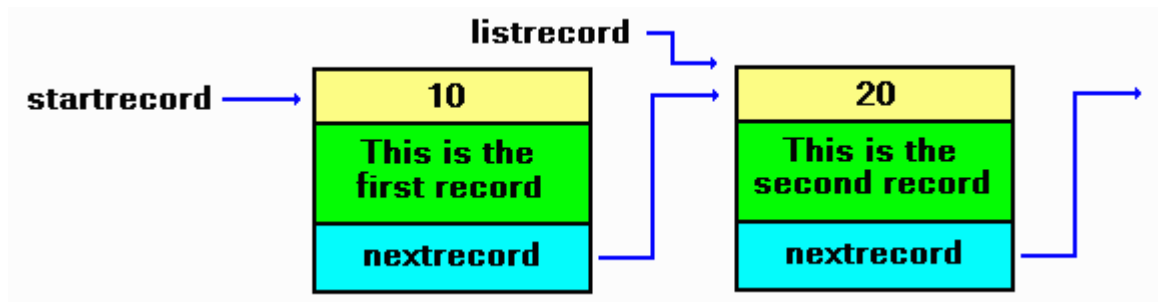 listrecord
startrecord
10
This is the
first record
nextrecord
20
This is the
second record
nextrecord